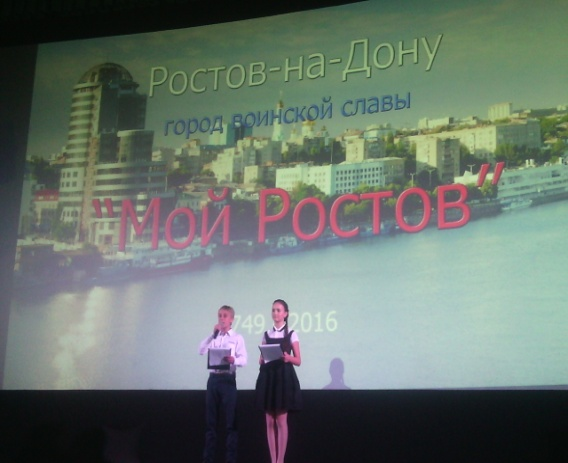 Ростов-на-Дону
город воинской славы
“Мой Ростов”
749 2016